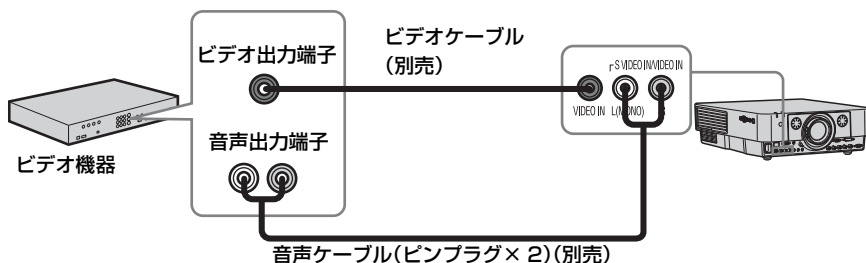 ビデオ出力端子
ビデオケーブル
(別売)
S VIDEO IN/VIDEO IN
VIDEO IN L(MONO)
音声出力端子
ビデオ機器
音声ケーブル(ピンプラグ× 2)(別売)